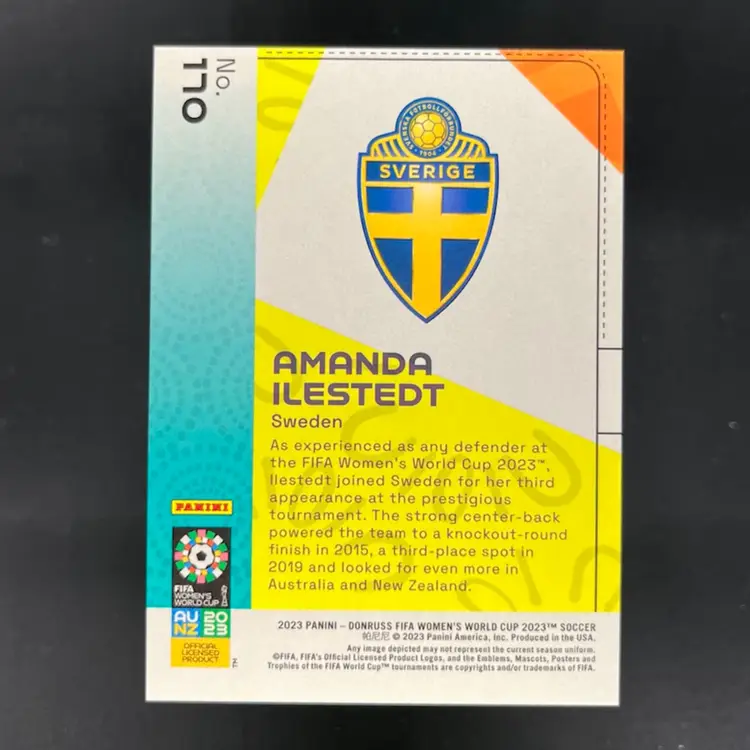 No. 110
SVENSKA FOTBOLLFÖRBUNDET
· 1904 ·
SVERIGE
AMANDA
ILESTEDT
Sweden
As experienced as any defender at
the FIFA Women's World Cup 2023™,
Ilestedt joined Sweden for her third
appearance at the prestigious
tournament. The strong center-back
powered the team to a knockout-round
finish in 2015, a third-place spot in
2019 and looked for even more in
Australia and New Zealand.
PANINI
FIFA
WOMEN'S
WORLD CUP
AU 20
NZ 23
OFFICIAL
LICENSED
PRODUCT
TM
2023 PANINI – DONRUSS FIFA WOMEN'S WORLD CUP 2023™ SOCCER
帕尼尼 © 2023 Panini America, Inc. Produced in the USA.
Any image depicted may not represent the current season uniform.
©FIFA, FIFA's Official Licensed Product Logos, and the Emblems, Mascots, Posters and
Trophies of the FIFA World Cup™ tournaments are copyrights and/or trademarks of FIFA.